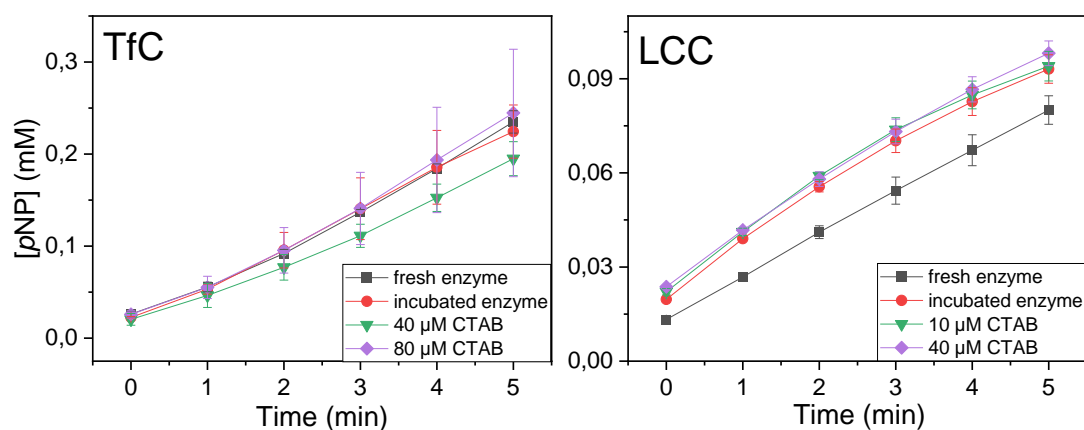 TfC
[pNP] (mM)
0,3
0,2
0,1
0,0
fresh enzyme
incubated enzyme
40 µM CTAB
80 µM CTAB
0 1 2 3 4 5
Time (min)
LCC
0,09
0,06
0,03
0,00
fresh enzyme
incubated enzyme
10 µM CTAB
40 µM CTAB
0 1 2 3 4 5
Time (min)